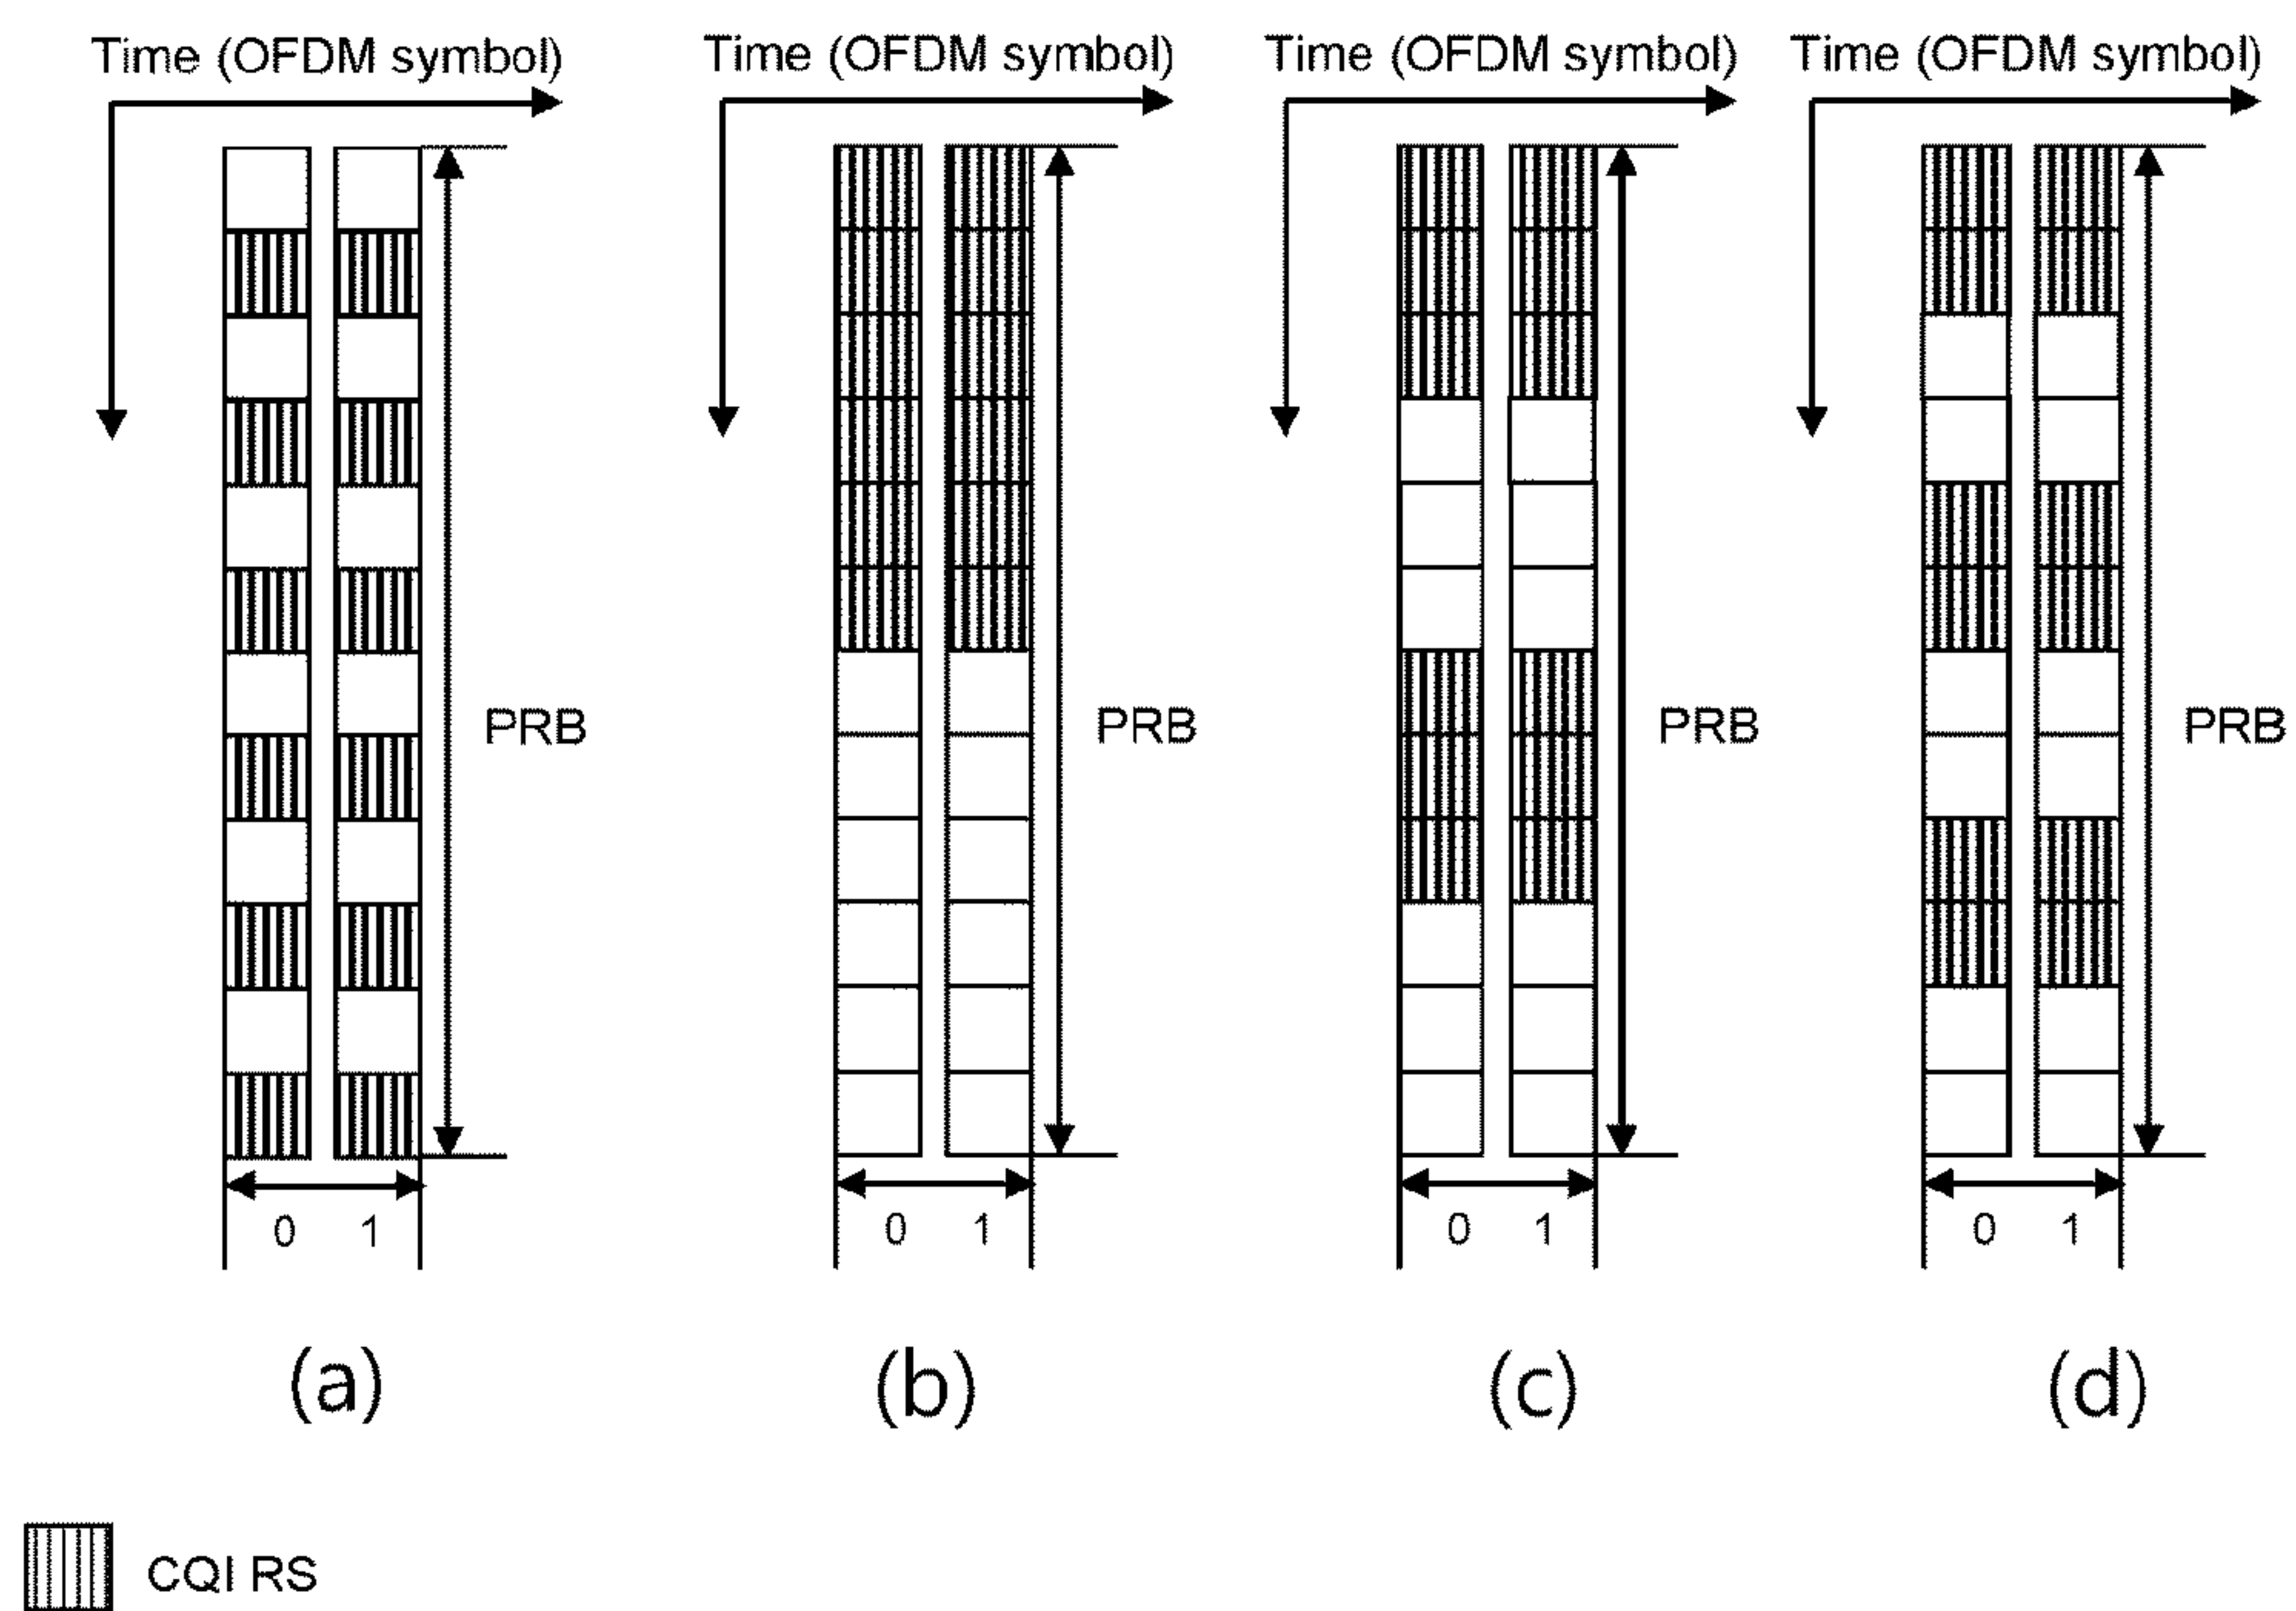 Time (OFDM symbol) Time (OFDM symbol) Time (OFDM symbol) Time (OFDM symbol)
PRB PRB PRB PRB
0 1 0 1 0 1 0 1
(a) (b) (c) (d)
CQI RS